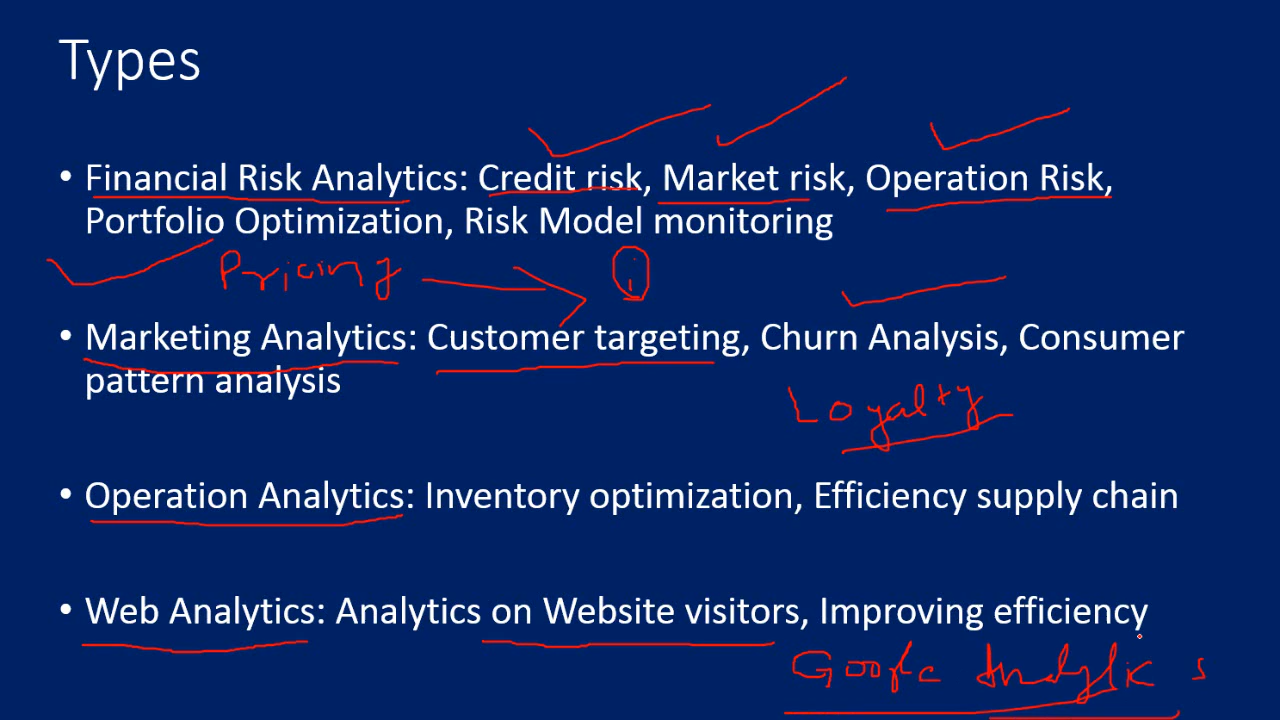 Types
• Financial Risk Analytics: Credit risk, Market risk, Operation Risk,
Portfolio Optimization, Risk Model monitoring
Pricing i
• Marketing Analytics: Customer targeting, Churn Analysis, Consumer
pattern analysis
Loyalty
• Operation Analytics: Inventory optimization, Efficiency supply chain
• Web Analytics: Analytics on Website visitors, Improving efficiency
Google Analytics